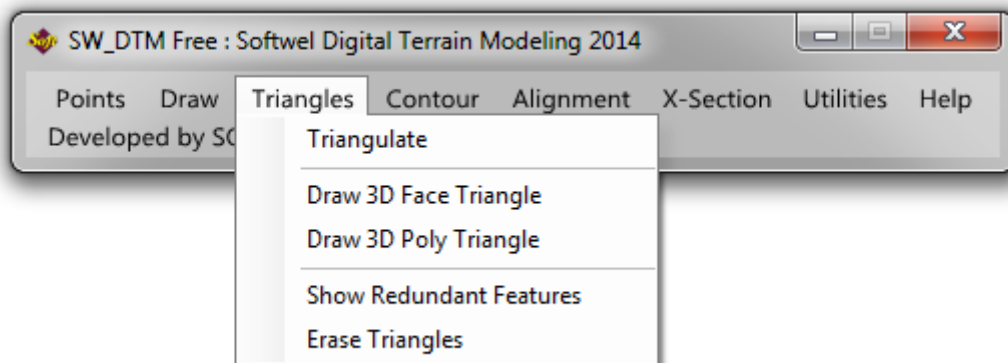 SW_DTM Free : Softwel Digital Terrain Modeling 2014
Points Draw Triangles Contour Alignment X-Section Utilities Help
Developed by
Triangulate
Draw 3D Face Triangle
Draw 3D Poly Triangle
Show Redundant Features
Erase Triangles